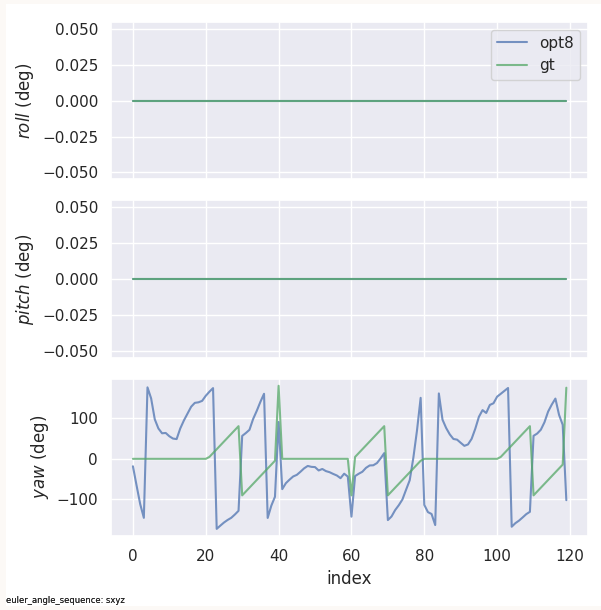 0.050
0.025
0.000
−0.025
−0.050
roll (deg)
opt8
gt
0.050
0.025
0.000
−0.025
−0.050
pitch (deg)
100
0
−100
yaw (deg)
0 20 40 60 80 100 120
index
euler_angle_sequence: sxyz